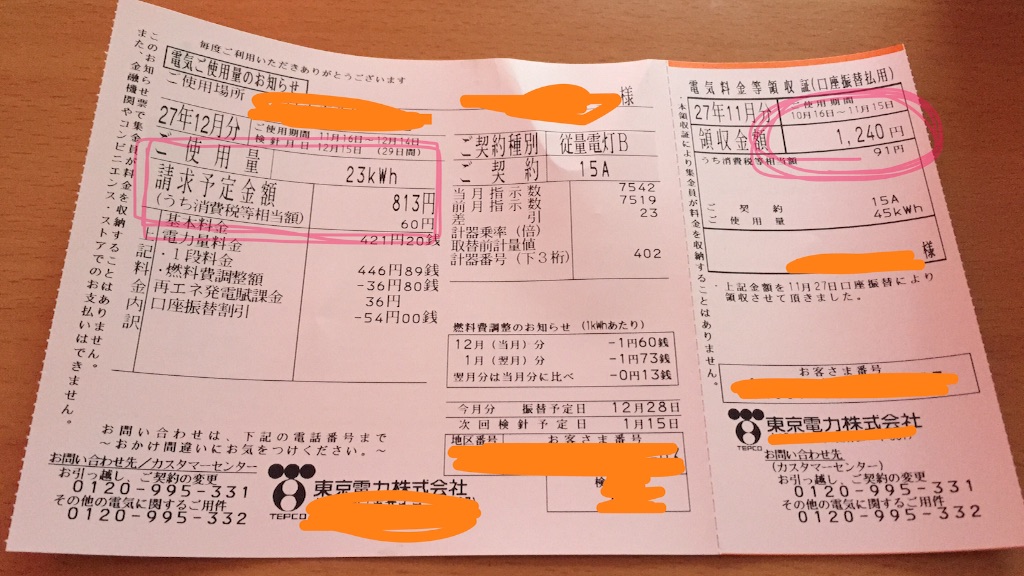 毎度ご利用いただきありがとうございます
電気ご使用量のお知らせ
ご使用場所
様
27年12月分
ご使用期間 11月16日～12月14日
検針月日 12月15日 (29日間)
ご使用量 23kWh
請求予定金額 813円
(うち消費税等相当額) 60円
ご契約種別 従量電灯B
ご契約 15A
上記料金内訳
基本料金 421円20銭
電力量料金
・1段料金 446円89銭
・燃料費調整額 -36円80銭
再エネ発電賦課金 36円
口座振替割引 -54円00銭
当月指示数 7542
前月指示数 7519
差引 23
計器乗率(倍)
取替前計量値
計器番号(下3桁) 402
燃料費調整のお知らせ(1kWhあたり)
12月(当月)分 -1円60銭
1月(翌月)分 -1円73銭
翌月分は当月分に比べ -0円13銭
今月分 振替予定日 12月28日
次回検針予定日 1月15日
地区番号 お客さま番号
検
このお知らせ票で集金員が料金を収納することはありません。
また、金融機関やコンビニエンス・ストアでのお支払いはできません。
お問い合わせは、下記の電話番号まで
～おかけ間違いにお気をつけください。～
お問い合わせ先/カスタマーセンター
お引っ越し、ご契約の変更
0120-995-331
その他の電気に関するご用件
0120-995-332
TEPCO
東京電力株式会社
電気料金等領収証(口座振替払用)
27年11月分
ご使用期間
10月16日～11月15日
領収金額 1,240円
うち消費税等相当額 91円
ご契約 15A
ご使用量 45kWh
様
上記金額を11月27日口座振替により
領収させて頂きました。
本領収証により集金員が料金を収納することはありません。
お客さま番号
TEPCO
東京電力株式会社
お問い合わせ先
(カスタマーセンター)
お引っ越し、ご契約の変更
0120-995-331
その他の電気に関するご用件
0120-995-332